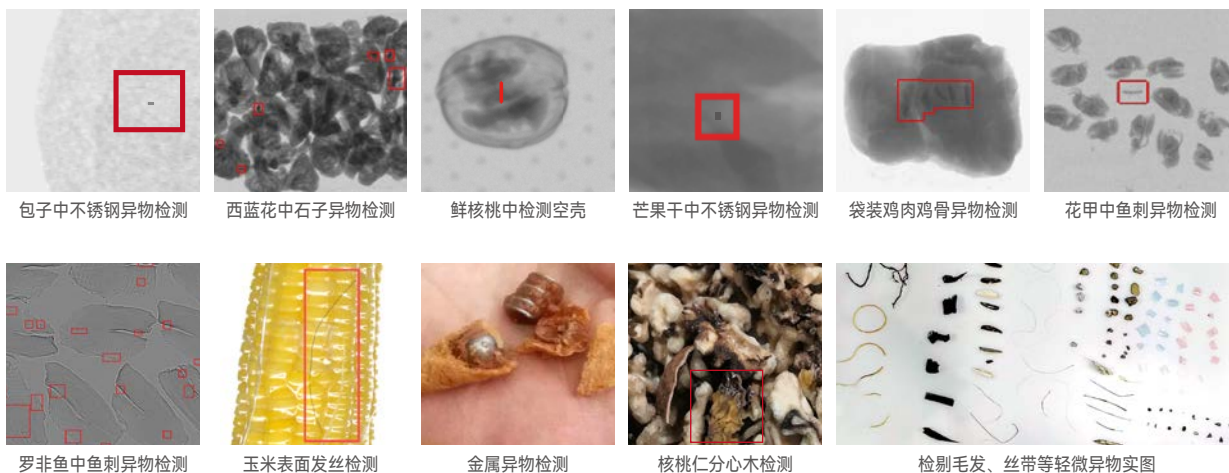 包子中不锈钢异物检测
西蓝花中石子异物检测
鲜核桃中检测空壳
芒果干中不锈钢异物检测
袋装鸡肉鸡骨异物检测
花甲中鱼刺异物检测
罗非鱼中鱼刺异物检测
玉米表面发丝检测
金属异物检测
核桃仁分心木检测
检剔毛发、丝带等轻微异物实图